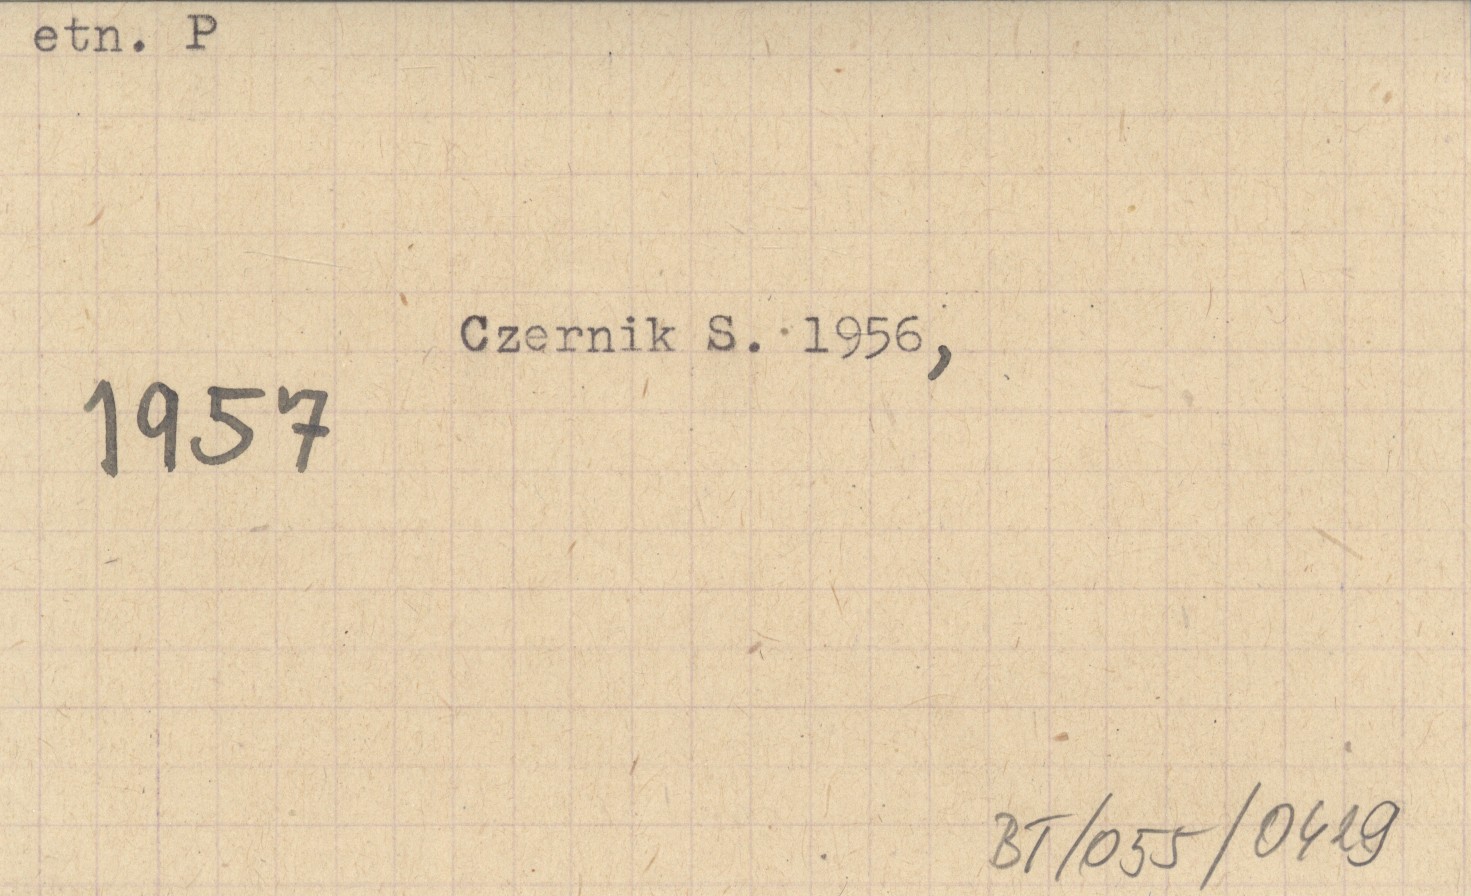 etn. P
Czernik S. 1956,
1957
BT/055/0429